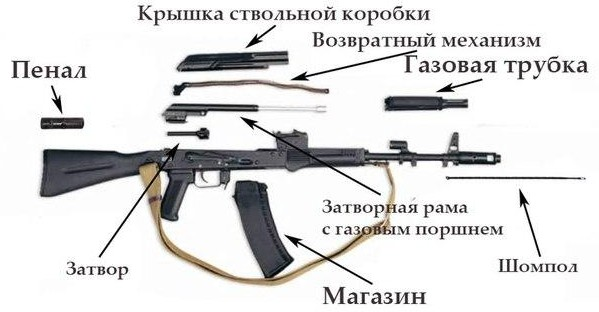 Крышка ствольной коробки
Возвратный механизм
Газовая трубка
Пенал
Затворная рама
с газовым поршнем
Затвор
Шомпол
Магазин